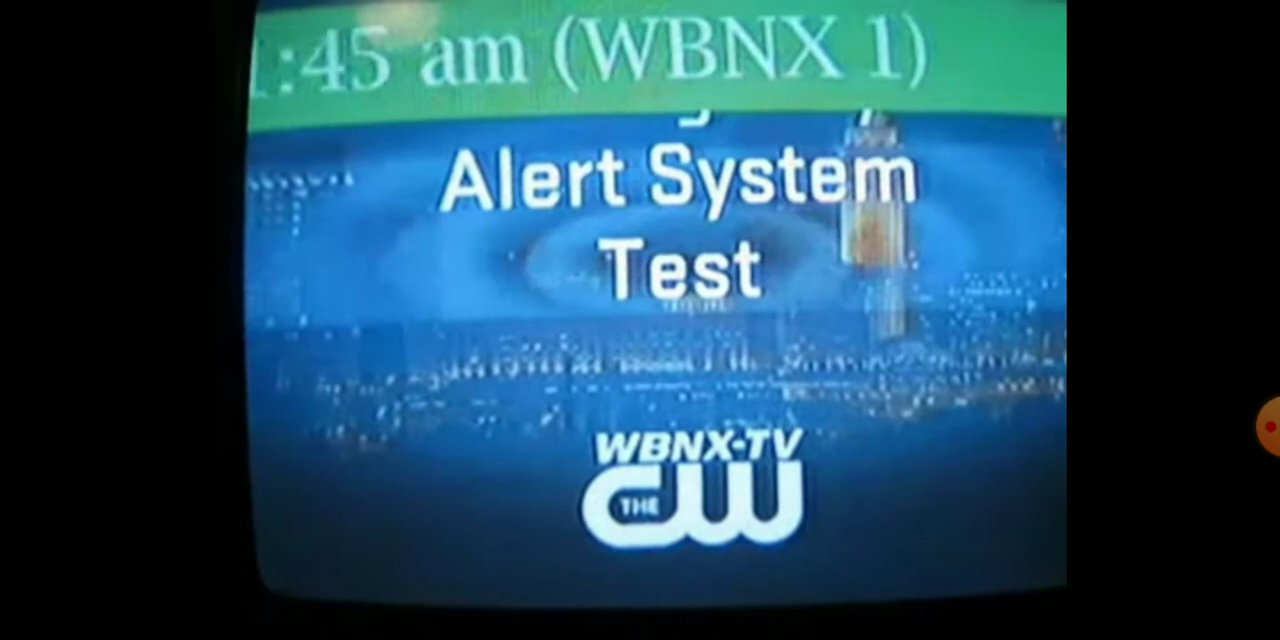 :45 am (WBNX 1)
Alert System
Test
WBNX-TV
THE CW